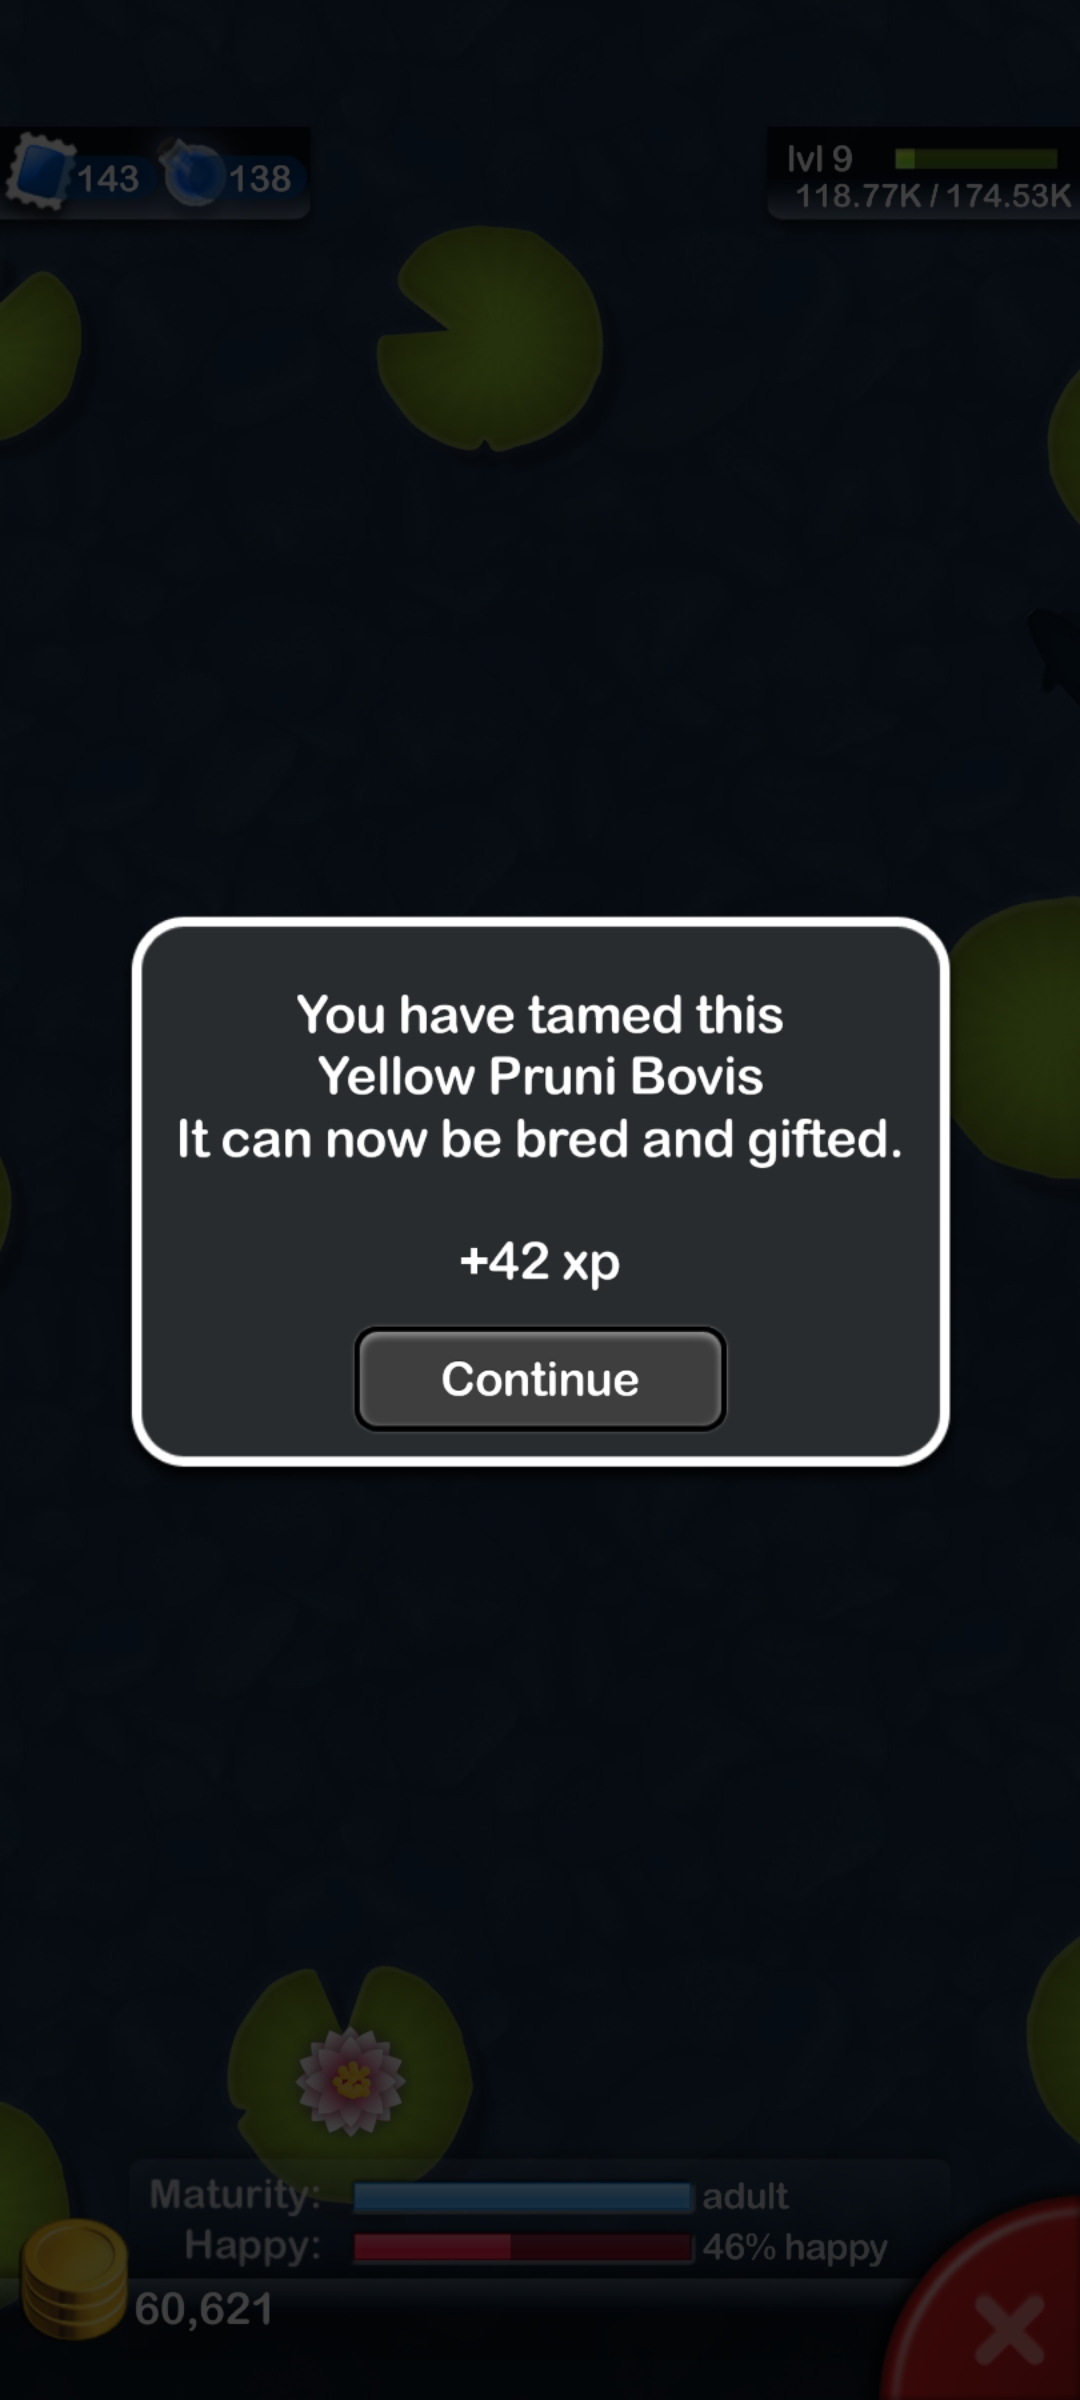 143 138
lvl 9
118.77K / 174.53K
You have tamed this
Yellow Pruni Bovis
It can now be bred and gifted.
+42 xp
Continue
Maturity: adult
Happy: 46% happy
60,621